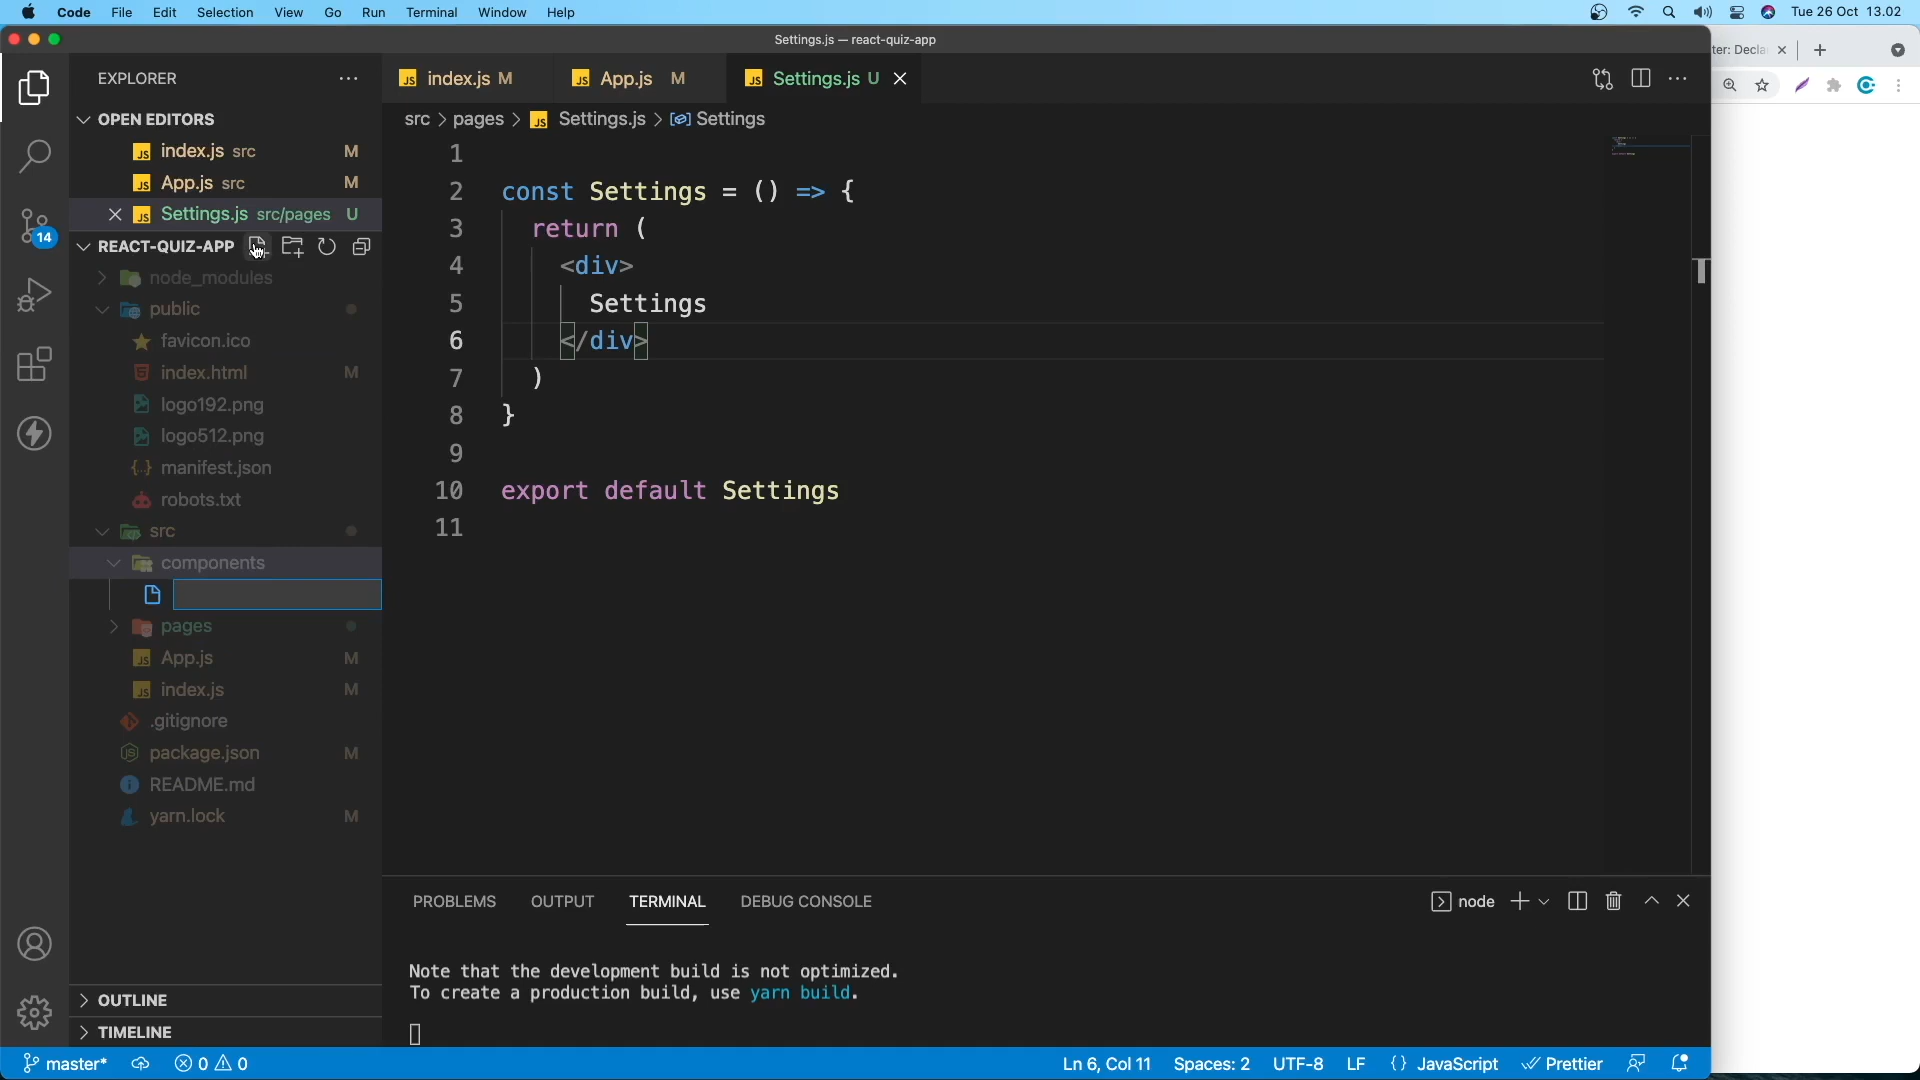 Code File Edit Selection View Go Run Terminal Window Help Tue 26 Oct 13.02
Settings.js — react-quiz-app
ter: Decla
EXPLORER
OPEN EDITORS
index.js src M
App.js src M
Settings.js src/pages U
REACT-QUIZ-APP
node_modules
public
favicon.ico
index.html M
logo192.png
logo512.png
manifest.json
robots.txt
src
components
pages
App.js M
index.js M
.gitignore
package.json M
README.md
yarn.lock M
OUTLINE
TIMELINE
14
index.js M App.js M Settings.js U
src > pages > JS Settings.js > Settings
1
2 const Settings = () => {
3 return (
4 <div>
5 Settings
6 </div>
7 )
8 }
9
10 export default Settings
11
PROBLEMS OUTPUT TERMINAL DEBUG CONSOLE node
Note that the development build is not optimized.
To create a production build, use yarn build.
master* 0 0 Ln 6, Col 11 Spaces: 2 UTF-8 LF {} JavaScript Prettier